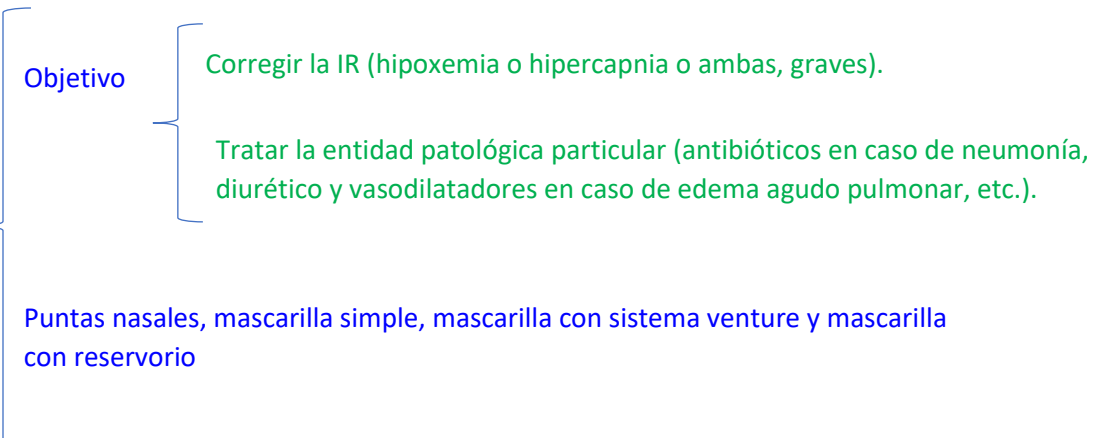 Objetivo
Corregir la IR (hipoxemia o hipercapnia o ambas, graves).
Tratar la entidad patológica particular (antibióticos en caso de neumonía,
diurético y vasodilatadores en caso de edema agudo pulmonar, etc.).
Puntas nasales, mascarilla simple, mascarilla con sistema venture y mascarilla
con reservorio